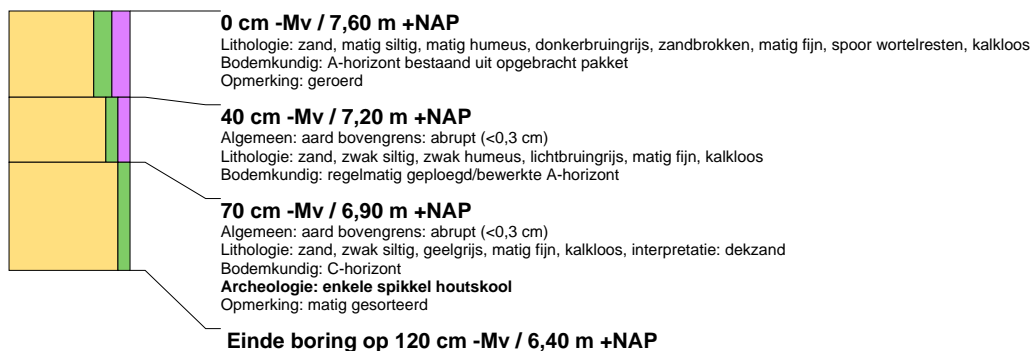 0 cm -Mv / 7,60 m +NAP
Lithologie: zand, matig siltig, matig humeus, donkerbruingrijs, zandbrokken, matig fijn, spoor wortelresten, kalkloos
Bodemkundig: A-horizont bestaand uit opgebracht pakket
Opmerking: geroerd
40 cm -Mv / 7,20 m +NAP
Algemeen: aard bovengrens: abrupt (<0,3 cm)
Lithologie: zand, zwak siltig, zwak humeus, lichtbruingrijs, matig fijn, kalkloos
Bodemkundig: regelmatig geploegd/bewerkte A-horizont
70 cm -Mv / 6,90 m +NAP
Algemeen: aard bovengrens: abrupt (<0,3 cm)
Lithologie: zand, zwak siltig, geelgrijs, matig fijn, kalkloos, interpretatie: dekzand
Bodemkundig: C-horizont
Archeologie: enkele spikkel houtskool
Opmerking: matig gesorteerd
Einde boring op 120 cm -Mv / 6,40 m +NAP